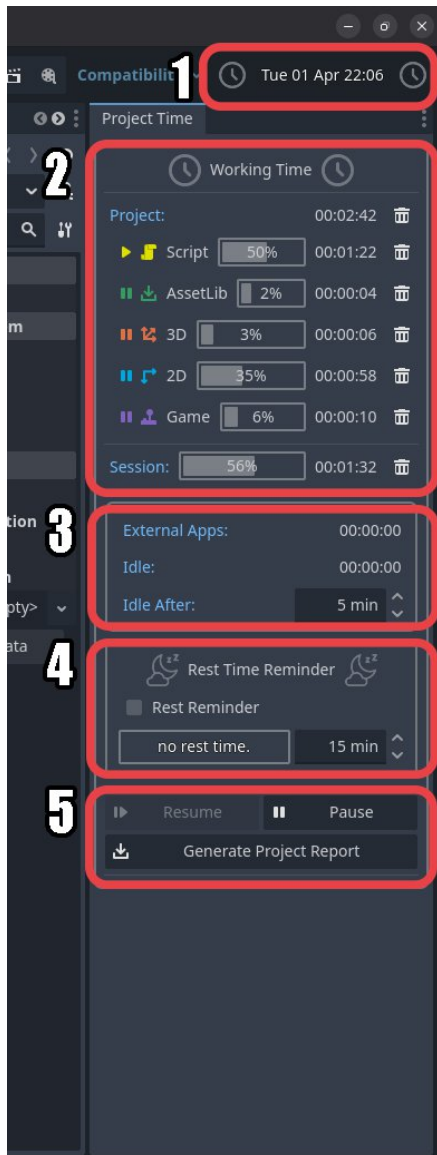 1
Compatibilit
Tue 01 Apr 22:06
Project Time
2
Working Time
Project: 00:02:42
Script 50% 00:01:22
AssetLib 2% 00:00:04
3D 3% 00:00:06
2D 35% 00:00:58
Game 6% 00:00:10
Session: 56% 00:01:32
m
tion
3
External Apps: 00:00:00
Idle: 00:00:00
Idle After: 5 min
pty>
ata
4
Rest Time Reminder
Rest Reminder
no rest time. 15 min
5
Resume Pause
Generate Project Report